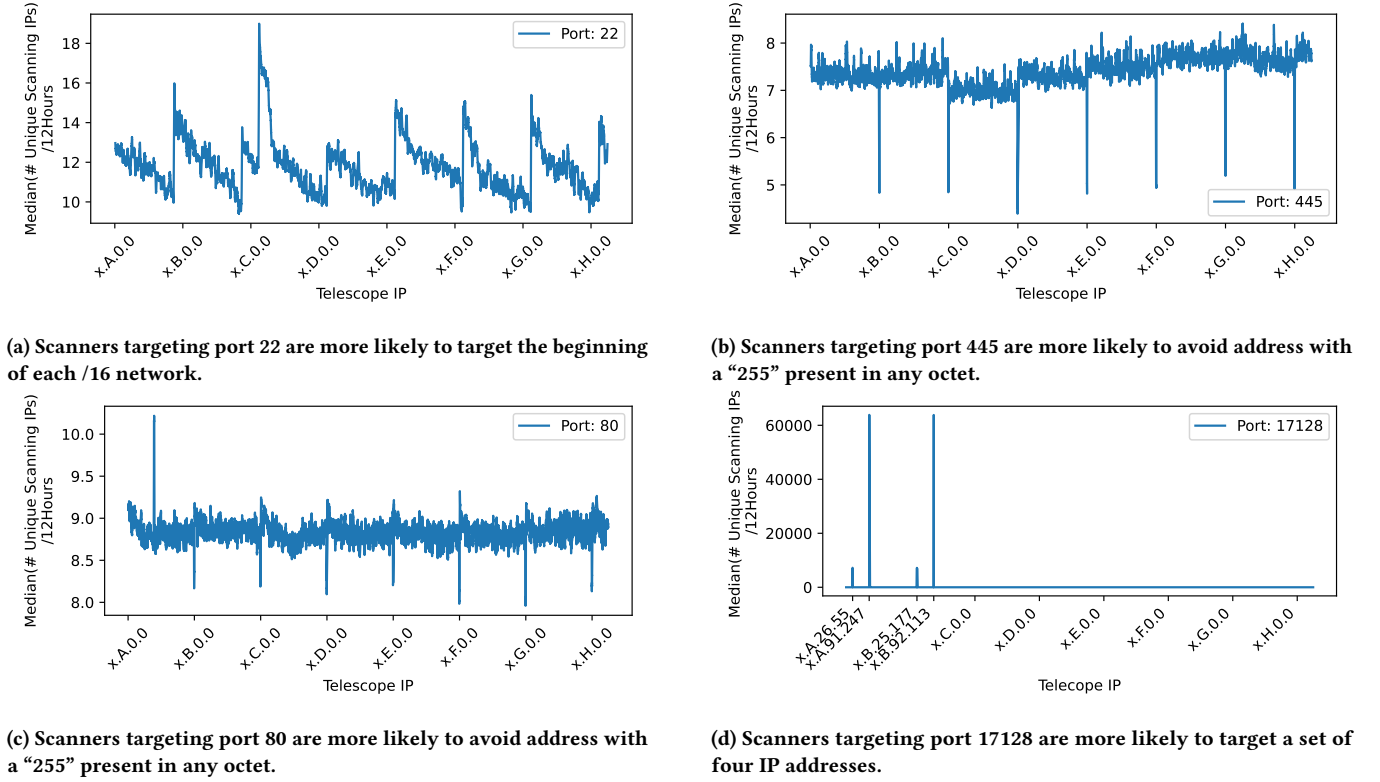 Median(# Unique Scanning IPs)
/12Hours
18
16
14
12
10
Port: 22
x.A.0.0
x.B.0.0
x.C.0.0
x.D.0.0
x.E.0.0
x.F.0.0
x.G.0.0
x.H.0.0
Telescope IP
(a) Scanners targeting port 22 are more likely to target the beginning
of each /16 network.
Median(# Unique Scanning IPs)
/12Hours
8
7
6
5
Port: 445
x.A.0.0
x.B.0.0
x.C.0.0
x.D.0.0
x.E.0.0
x.F.0.0
x.G.0.0
x.H.0.0
Telescope IP
(b) Scanners targeting port 445 are more likely to avoid address with
a “255” present in any octet.
Median(# Unique Scanning IPs)
/12Hours
10.0
9.5
9.0
8.5
8.0
Port: 80
x.A.0.0
x.B.0.0
x.C.0.0
x.D.0.0
x.E.0.0
x.F.0.0
x.G.0.0
x.H.0.0
Telescope IP
(c) Scanners targeting port 80 are more likely to avoid address with
a “255” present in any octet.
Median(# Unique Scanning IPs
/12Hours
60000
40000
20000
0
Port: 17128
x.A.26.55
x.A.91.247
x.B.25.177
x.B.92.113
x.C.0.0
x.D.0.0
x.E.0.0
x.F.0.0
x.G.0.0
x.H.0.0
Telecope IP
(d) Scanners targeting port 17128 are more likely to target a set of
four IP addresses.